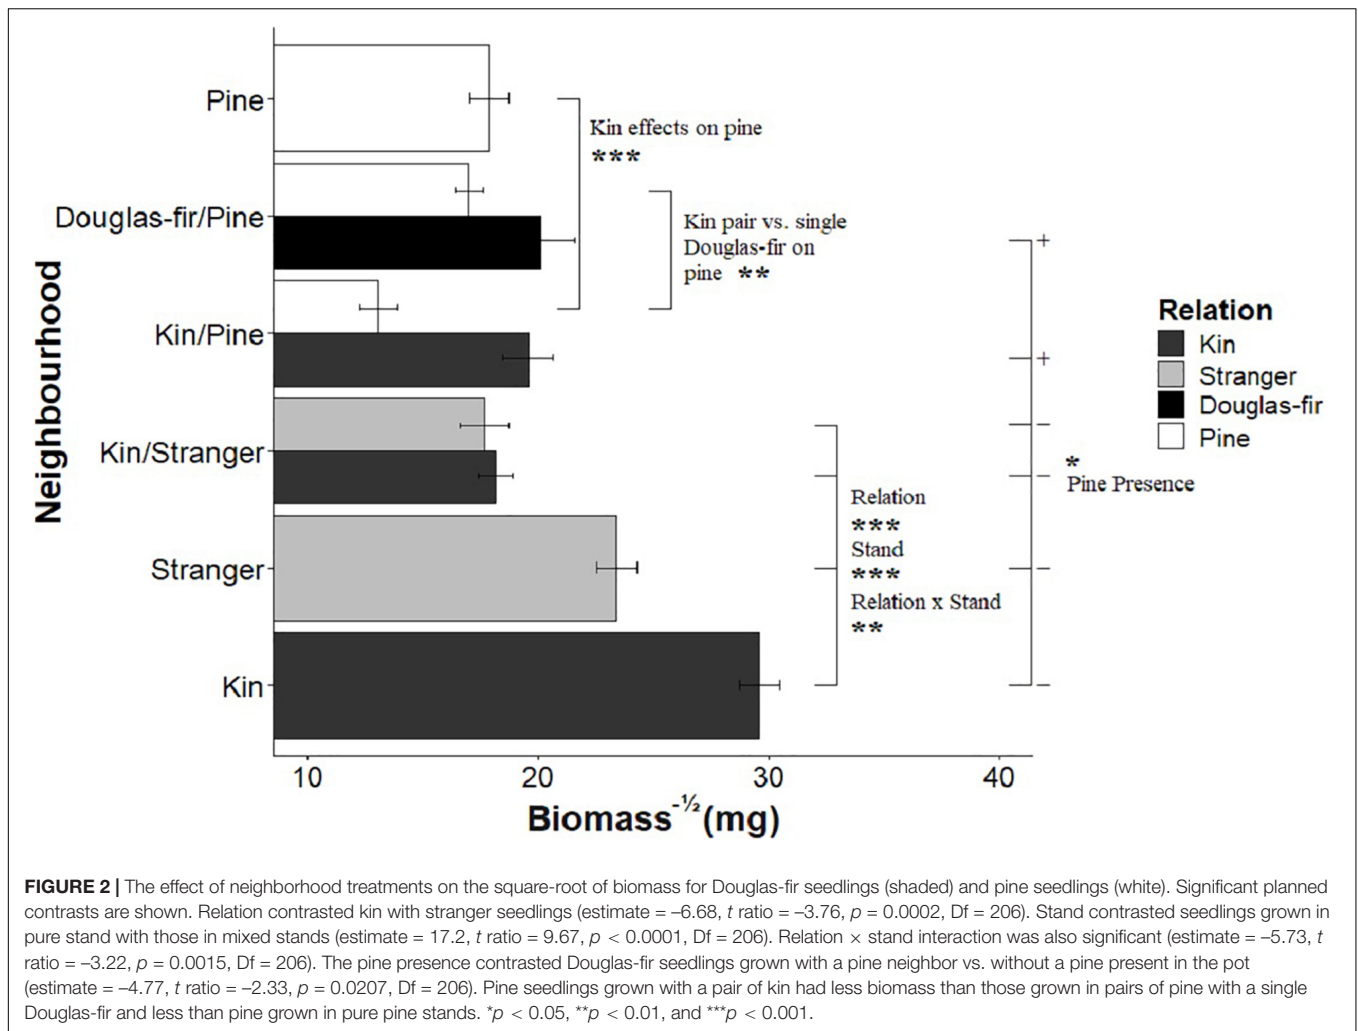 Pine
Kin effects on pine
***
Douglas-fir/Pine
Kin pair vs. single
Douglas-fir on
pine **
+
Kin/Pine
+
Relation
Kin
Stranger
Douglas-fir
Pine
Kin/Stranger
–
–
*
Pine Presence
Relation
***
Stand
***
Relation x Stand
**
Stranger
–
Kin
–
Neighbourhood
10 20 30 40
Biomass-½(mg)
FIGURE 2 | The effect of neighborhood treatments on the square-root of biomass for Douglas-fir seedlings (shaded) and pine seedlings (white). Significant planned
contrasts are shown. Relation contrasted kin with stranger seedlings (estimate = –6.68, t ratio = –3.76, p = 0.0002, Df = 206). Stand contrasted seedlings grown in
pure stand with those in mixed stands (estimate = 17.2, t ratio = 9.67, p < 0.0001, Df = 206). Relation × stand interaction was also significant (estimate = –5.73, t
ratio = –3.22, p = 0.0015, Df = 206). The pine presence contrasted Douglas-fir seedlings grown with a pine neighbor vs. without a pine present in the pot
(estimate = –4.77, t ratio = –2.33, p = 0.0207, Df = 206). Pine seedlings grown with a pair of kin had less biomass than those grown in pairs of pine with a single
Douglas-fir and less than pine grown in pure pine stands. *p < 0.05, **p < 0.01, and ***p < 0.001.